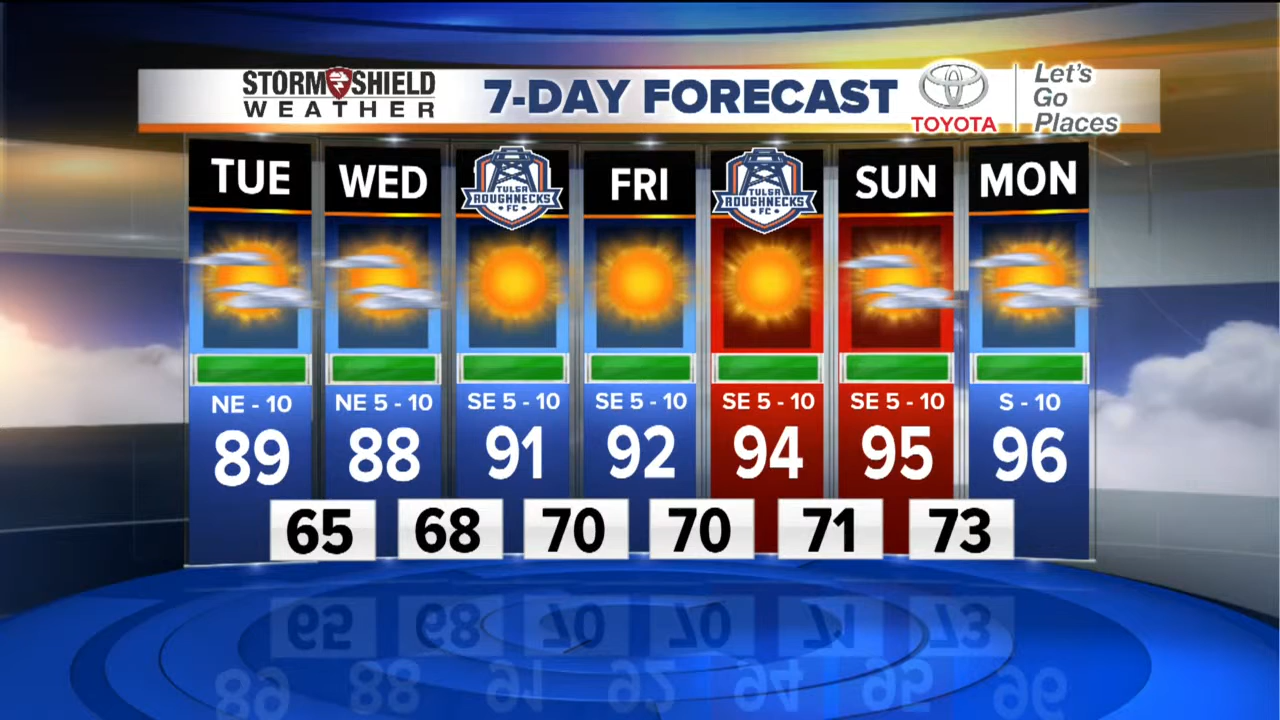 STORM SHIELD
WEATHER
7-DAY FORECAST
TOYOTA
Let's
Go
Places
TUE WED TULSA ROUGHNECKS FC FRI TULSA ROUGHNECKS FC SUN MON
NE - 10 NE 5 - 10 SE 5 - 10 SE 5 - 10 SE 5 - 10 SE 5 - 10 S - 10
89 88 91 92 94 95 96
65 68 70 70 71 73